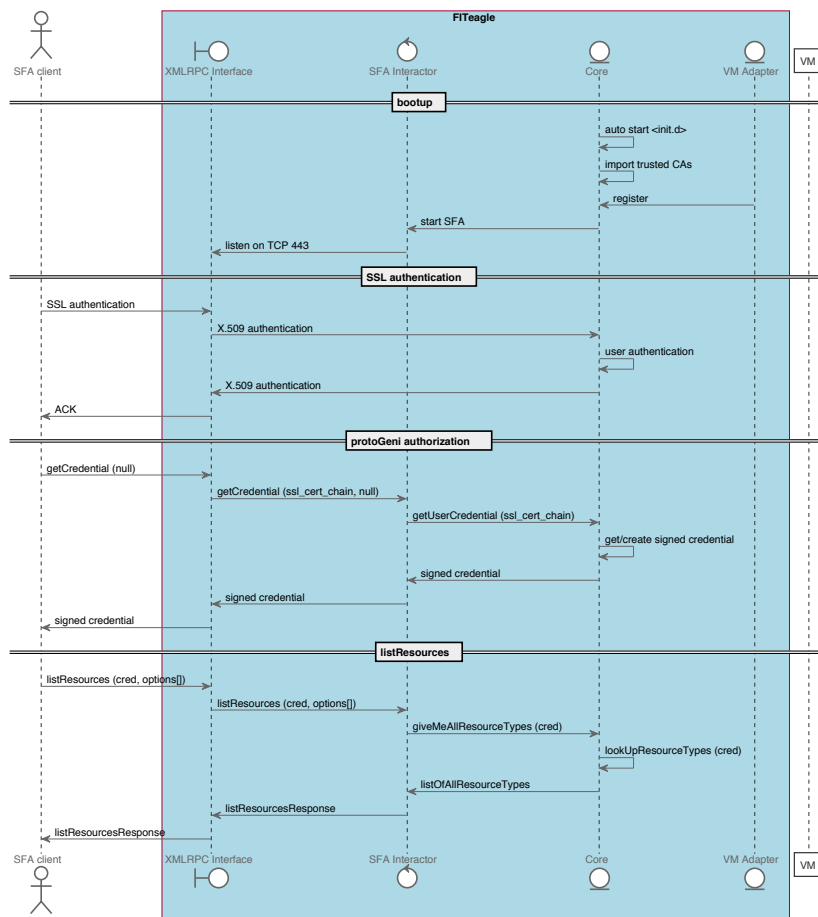 FITeagle
SFA client
XMLRPC Interface
SFA Interactor
Core
VM Adapter
VM
bootup
auto start <init.d>
import trusted CAs
register
start SFA
listen on TCP 443
SSL authentication
SSL authentication
X.509 authentication
user authentication
X.509 authentication
ACK
protoGeni authorization
getCredential (null)
getCredential (ssl_cert_chain, null)
getUserCredential (ssl_cert_chain)
get/create signed credential
signed credential
signed credential
signed credential
listResources
listResources (cred, options[])
listResources (cred, options[])
giveMeAllResourceTypes (cred)
lookUpResourceTypes (cred)
listOfAllResourceTypes
listResourcesResponse
listResourcesResponse
SFA client
XMLRPC Interface
SFA Interactor
Core
VM Adapter
VM